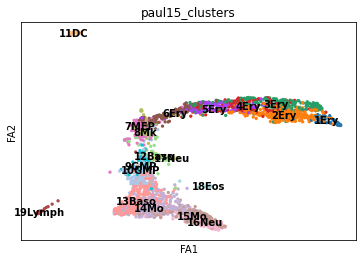 paul15_clusters
11DC
6Ery
5Ery
4Ery
3Ery
2Ery
1Ery
7MEP
8Mk
12Baso
17Neu
9GMP
10GMP
18Eos
13Baso
14Mo
15Mo
16Neu
19Lymph
FA2
FA1